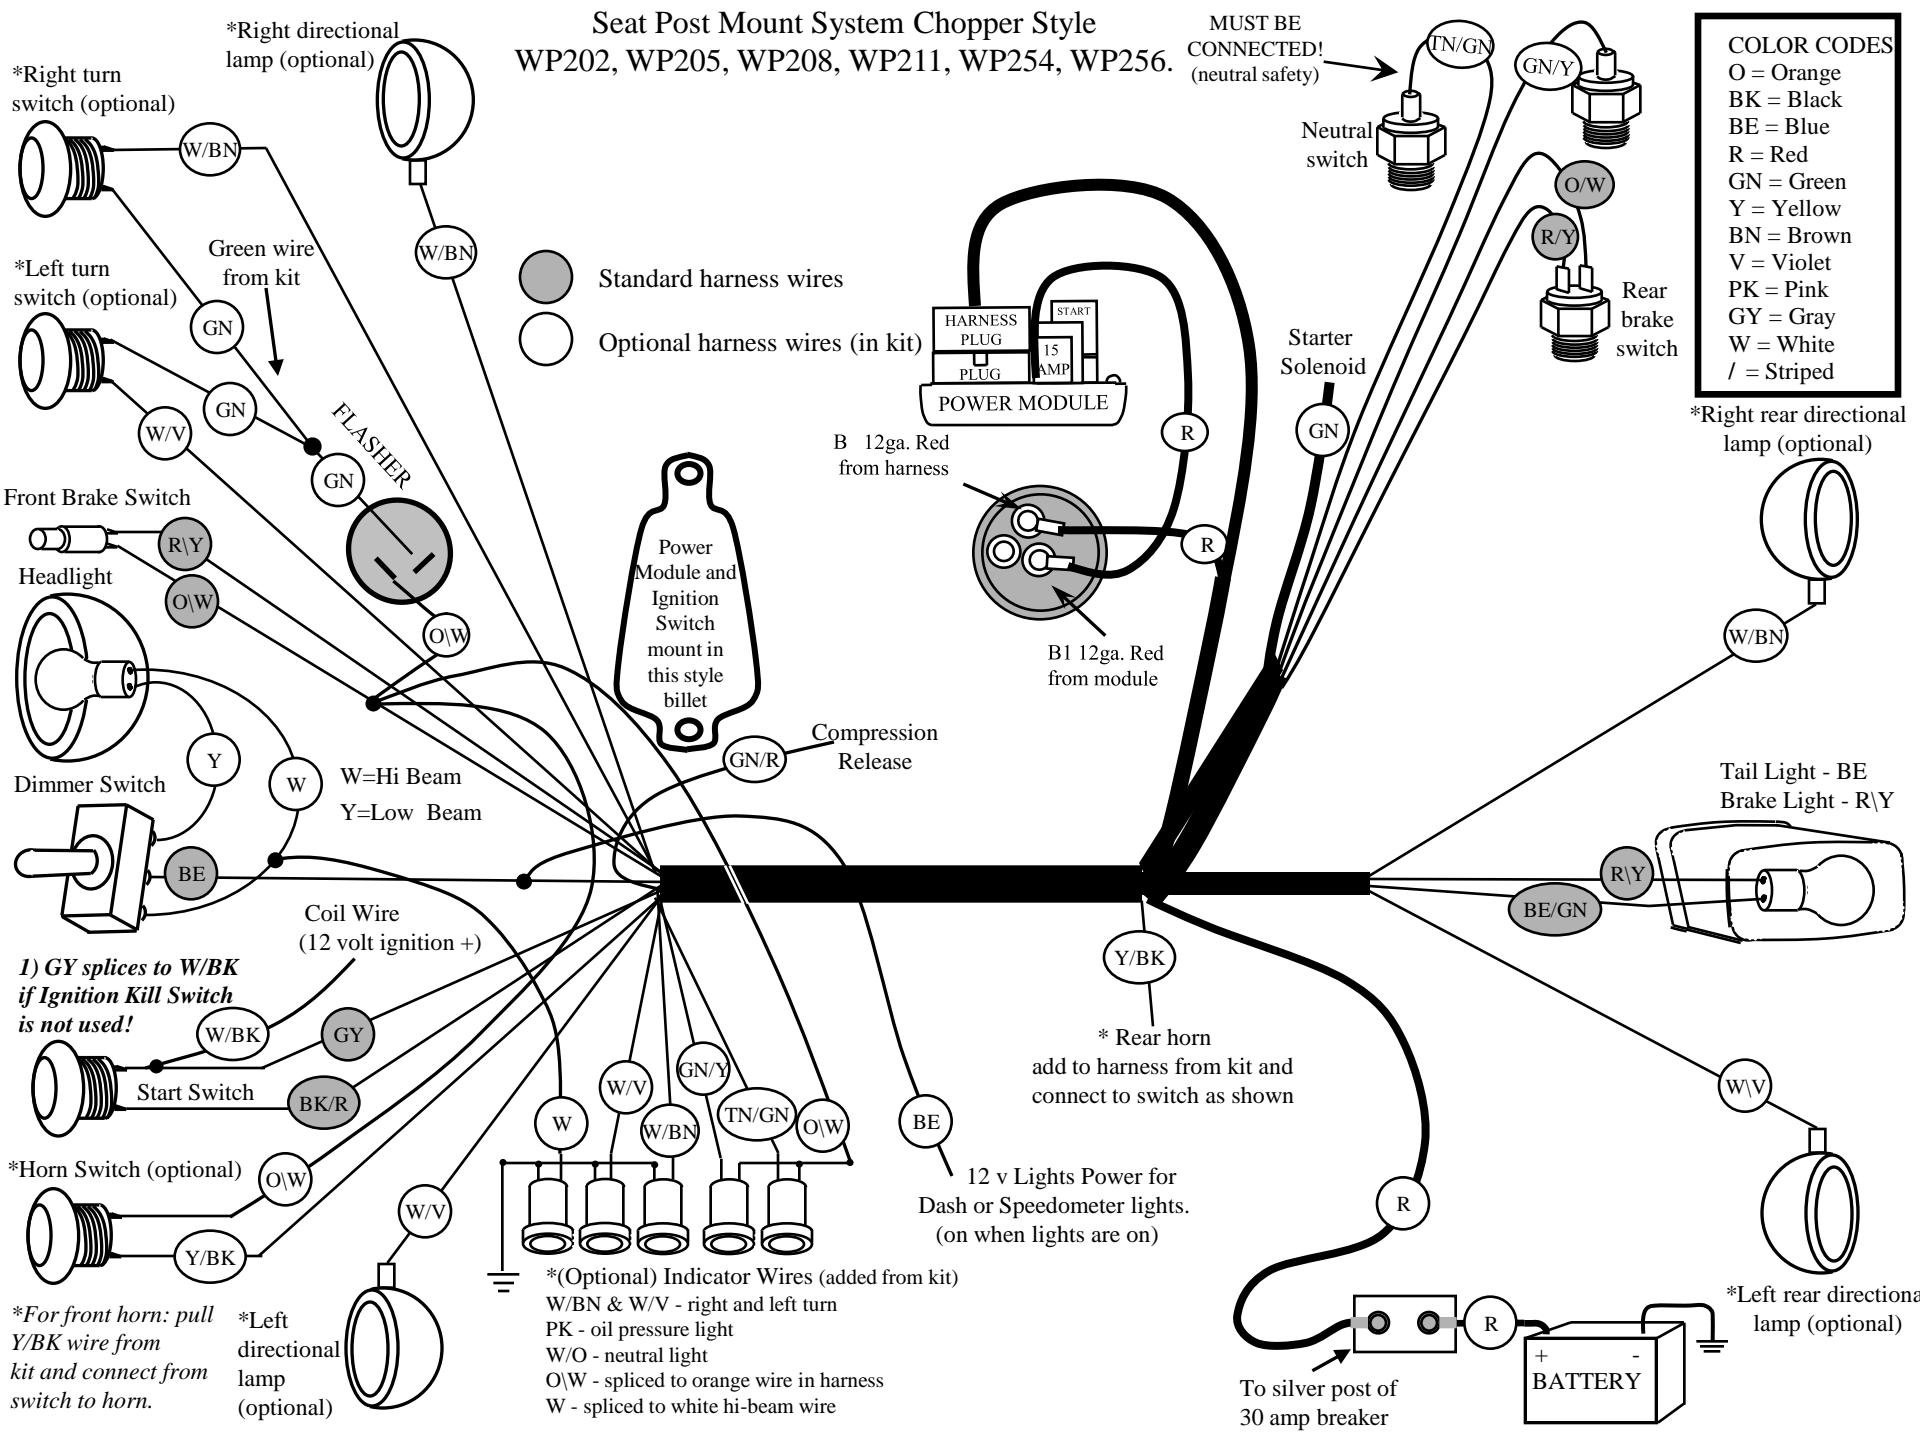 Seat Post Mount System Chopper Style
WP202, WP205, WP208, WP211, WP254, WP256.
*Right directional
lamp (optional)
*Right turn
switch (optional)
W/BN
W/BN
Green wire
from kit
*Left turn
switch (optional)
GN
GN
W/V
GN
FLASHER
Standard harness wires
Optional harness wires (in kit)
Front Brake Switch
R\Y
O\W
O\W
Headlight
Y
W
W=Hi Beam
Y=Low Beam
Dimmer Switch
BE
Power
Module and
Ignition
Switch
mount in
this style
billet
GN/R
Compression
Release
HARNESS
PLUG
PLUG
START
15
AMP
POWER MODULE
B 12ga. Red
from harness
R
R
B1 12ga. Red
from module
Starter
Solenoid
GN
MUST BE
CONNECTED!
(neutral safety)
TN/GN
GN/Y
Neutral
switch
O/W
R/Y
Rear
brake
switch
COLOR CODES
O = Orange
BK = Black
BE = Blue
R = Red
GN = Green
Y = Yellow
BN = Brown
V = Violet
PK = Pink
GY = Gray
W = White
/ = Striped
*Right rear directional
lamp (optional)
W/BN
Tail Light - BE
Brake Light - R\Y
R\Y
BE/GN
Coil Wire
(12 volt ignition +)
1) GY splices to W/BK
if Ignition Kill Switch
is not used!
W/BK
GY
Start Switch
BK/R
*Horn Switch (optional)
O\W
Y/BK
W/V
*For front horn: pull
Y/BK wire from
kit and connect from
switch to horn.
*Left
directional
lamp
(optional)
W
W/V
W/BN
GN/Y
TN/GN
O\W
BE
12 v Lights Power for
Dash or Speedometer lights.
(on when lights are on)
*(Optional) Indicator Wires (added from kit)
W/BN & W/V - right and left turn
PK - oil pressure light
W/O - neutral light
O\W - spliced to orange wire in harness
W - spliced to white hi-beam wire
Y/BK
* Rear horn
add to harness from kit and
connect to switch as shown
R
R
To silver post of
30 amp breaker
+ -
BATTERY
W\V
*Left rear directiona
lamp (optional)